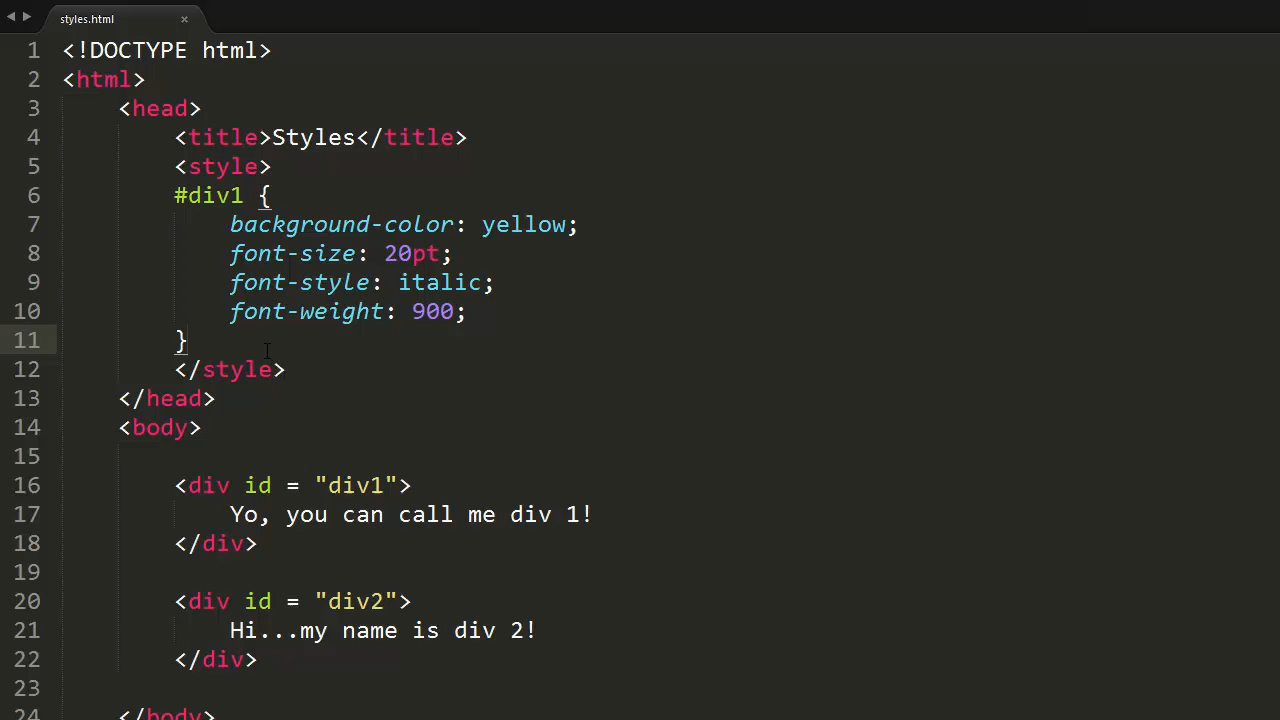 styles.html ×
1 <!DOCTYPE html>
2 <html>
3 <head>
4 <title>Styles</title>
5 <style>
6 #div1 {
7 background-color: yellow;
8 font-size: 20pt;
9 font-style: italic;
10 font-weight: 900;
11 }
12 </style>
13 </head>
14 <body>
15
16 <div id = "div1">
17 Yo, you can call me div 1!
18 </div>
19
20 <div id = "div2">
21 Hi...my name is div 2!
22 </div>
23
24 </body>